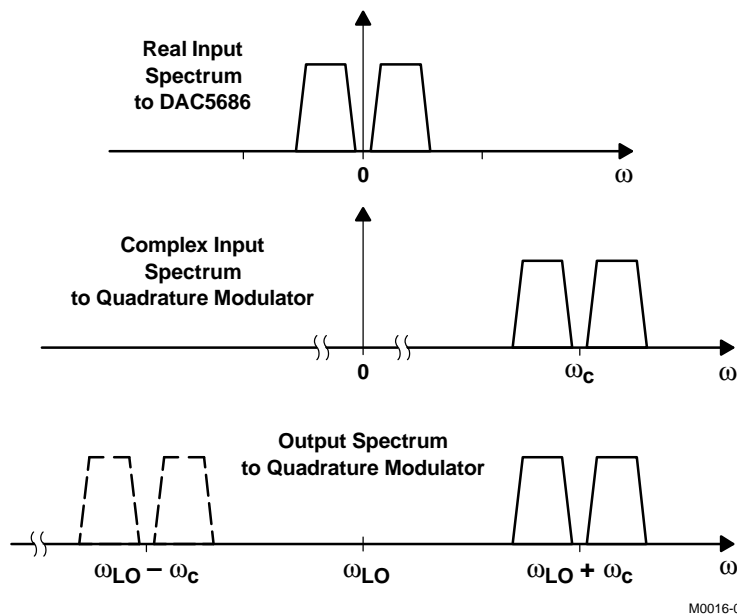 Real Input
Spectrum
to DAC5686
0
ω
Complex Input
Spectrum
to Quadrature Modulator
0
ωc
ω
Output Spectrum
to Quadrature Modulator
ωLO – ωc
ωLO
ωLO + ωc
ω